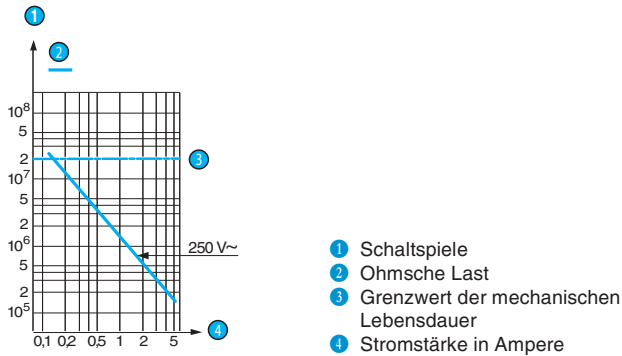 1
2
10⁸
5
2
10⁷
5
2
10⁶
5
2
10⁵
3
250 V~
4
0,1 0,2 0,5 1 2 5
1 Schaltspiele
2 Ohmsche Last
3 Grenzwert der mechanischen
Lebensdauer
4 Stromstärke in Ampere